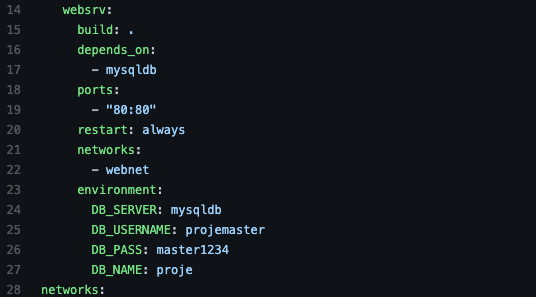 14 websrv:
15 build: .
16 depends_on:
17 - mysqldb
18 ports:
19 - "80:80"
20 restart: always
21 networks:
22 - webnet
23 environment:
24 DB_SERVER: mysqldb
25 DB_USERNAME: projemaster
26 DB_PASS: master1234
27 DB_NAME: proje
28 networks: